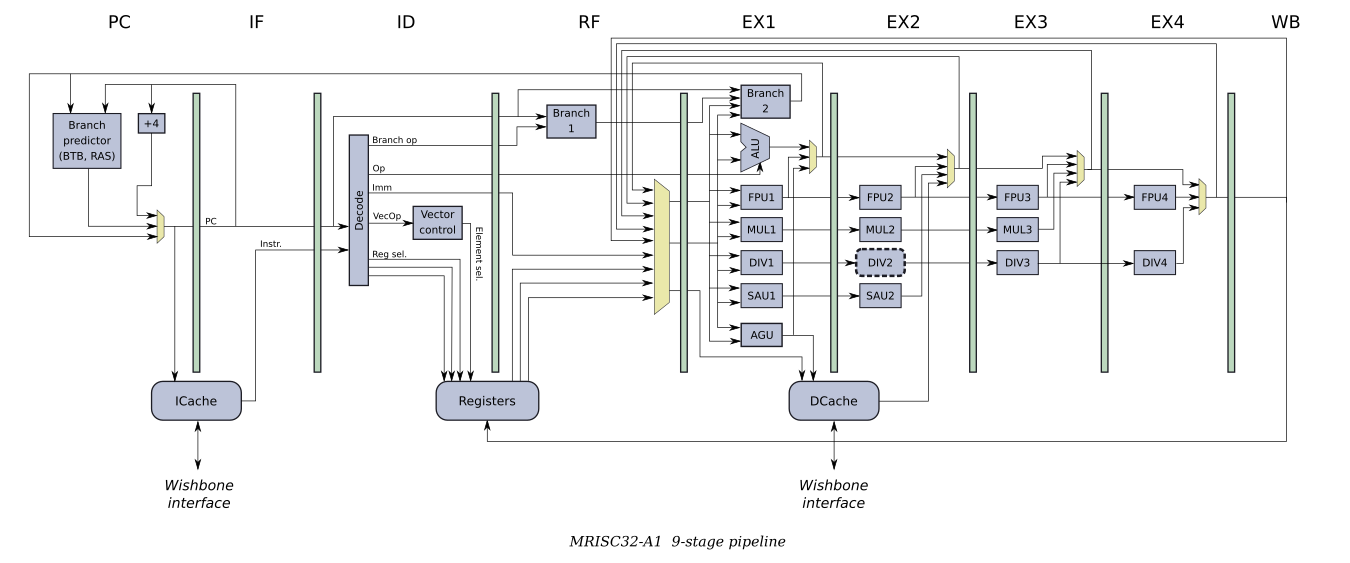 PC IF ID RF EX1 EX2 EX3 EX4 WB
Branch
predictor
(BTB, RAS)
+4
PC
Instr.
Decode
Branch op
Op
Imm
VecOp
Vector
control
Element sel.
Reg sel.
Branch
1
Branch
2
ALU
FPU1 FPU2 FPU3 FPU4
MUL1 MUL2 MUL3
DIV1 DIV2 DIV3 DIV4
SAU1 SAU2
AGU
ICache Registers DCache
Wishbone
interface
Wishbone
interface
MRISC32-A1 9-stage pipeline